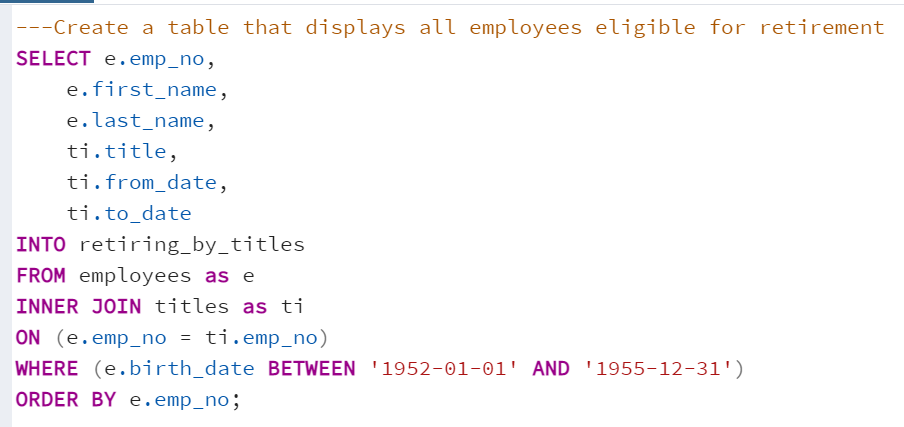 ---Create a table that displays all employees eligible for retirement
SELECT e.emp_no,
    e.first_name,
    e.last_name,
    ti.title,
    ti.from_date,
    ti.to_date
INTO retiring_by_titles
FROM employees as e
INNER JOIN titles as ti
ON (e.emp_no = ti.emp_no)
WHERE (e.birth_date BETWEEN '1952-01-01' AND '1955-12-31')
ORDER BY e.emp_no;